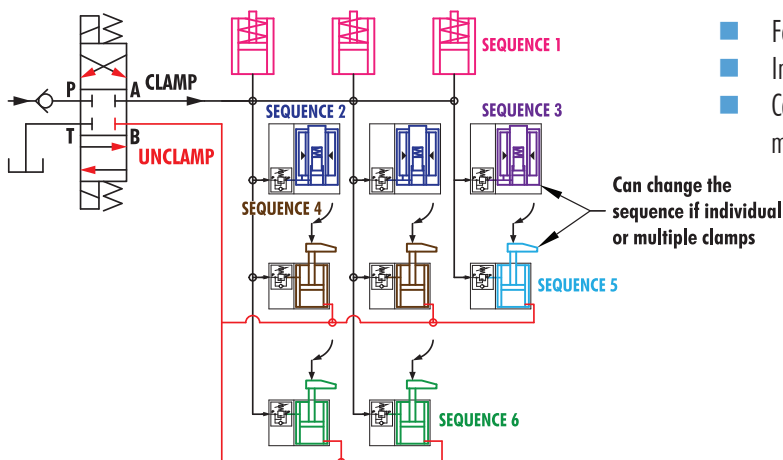 SEQUENCE 1
P
A
CLAMP
T
B
UNCLAMP
SEQUENCE 2
SEQUENCE 3
SEQUENCE 4
Can change the
sequence if individual
or multiple clamps
SEQUENCE 5
SEQUENCE 6